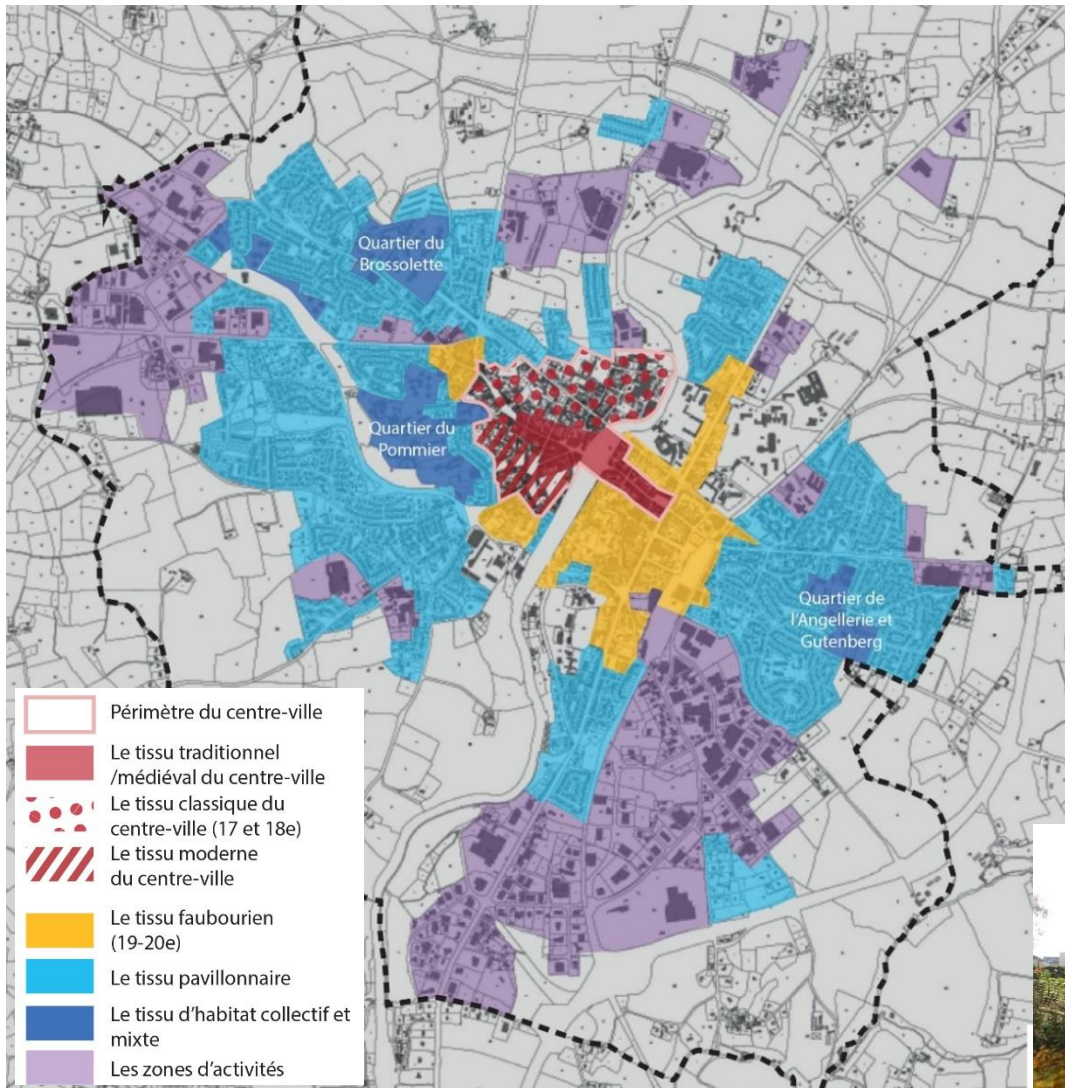 Quartier du
Brossolette
Quartier du
Pommier
Quartier de
l'Angellerie et
Gutenberg
Périmètre du centre-ville
Le tissu traditionnel
/médiéval du centre-ville
Le tissu classique du
centre-ville (17 et 18e)
Le tissu moderne
du centre-ville
Le tissu faubourien
(19-20e)
Le tissu pavillonnaire
Le tissu d'habitat collectif et
mixte
Les zones d'activités